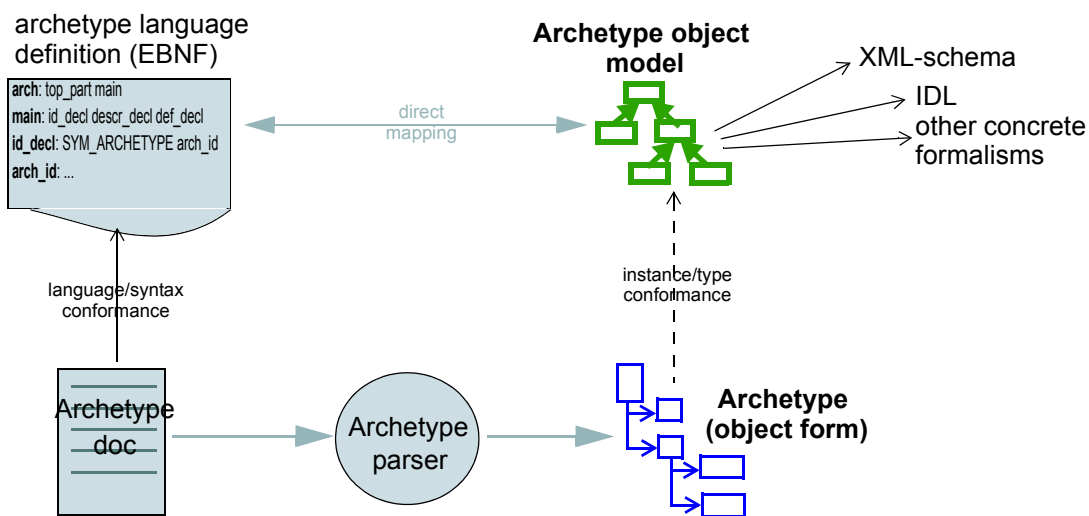 archetype language
definition (EBNF)
arch: top_part main
main: id_decl descr_decl def_decl
id_decl: SYM_ARCHETYPE arch_id
arch_id: ...
direct
mapping
Archetype object
model
XML-schema
IDL
other concrete
formalisms
language/syntax
conformance
instance/type
conformance
Archetype
doc
Archetype
parser
Archetype
(object form)